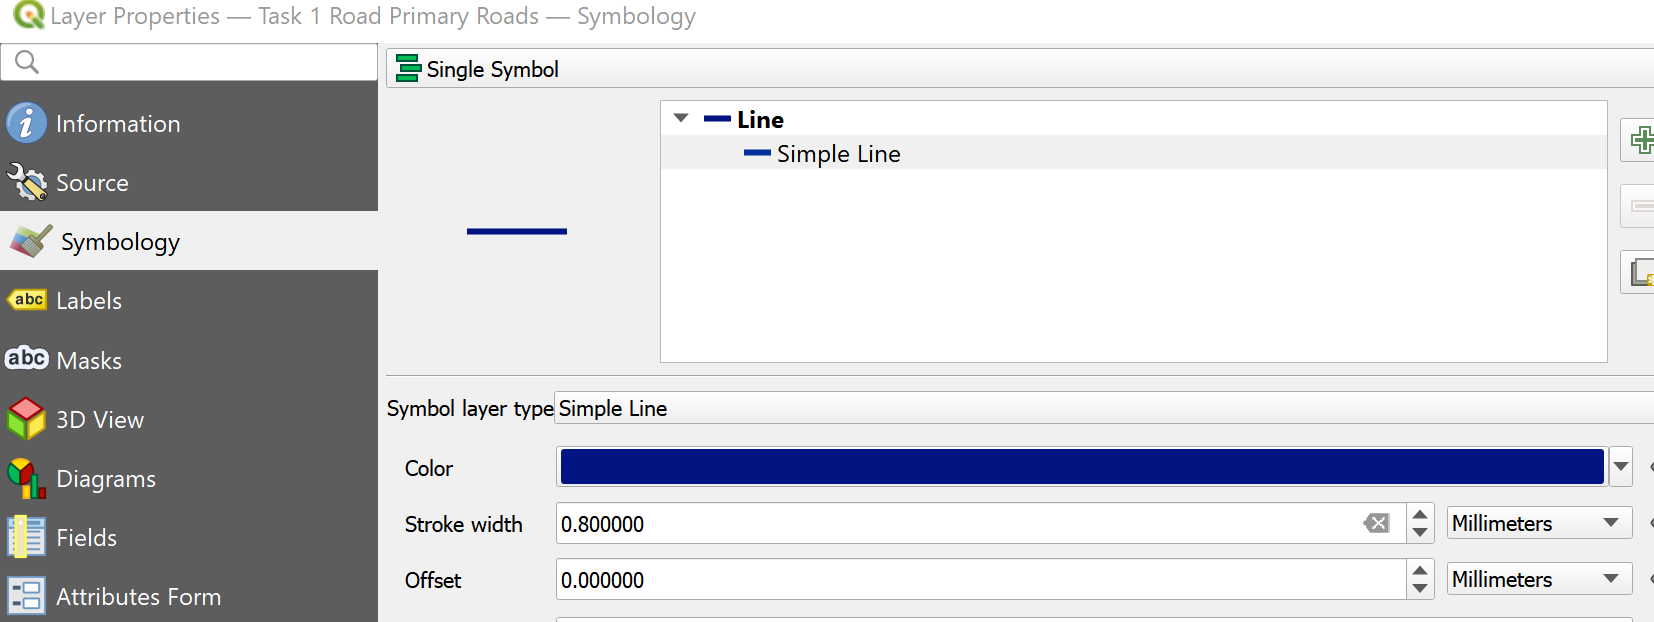 Layer Properties — Task 1 Road Primary Roads — Symbology
Single Symbol
Information
Line
Simple Line
Source
Symbology
abc Labels
abc Masks
3D View
Diagrams
Fields
Attributes Form
Symbol layer type Simple Line
Color
Stroke width 0.800000 Millimeters
Offset 0.000000 Millimeters